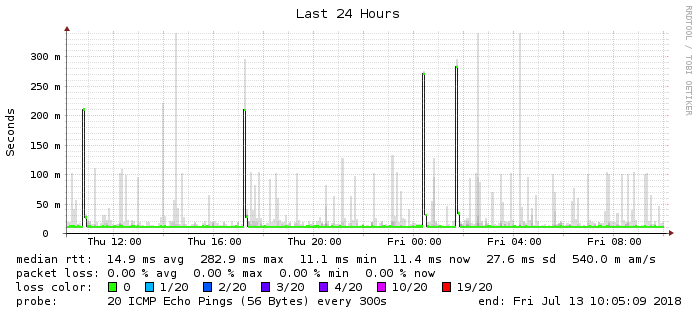 Last 24 Hours
RRDTOOL / TOBI OETIKER
Seconds
300 m
250 m
200 m
150 m
100 m
50 m
0
Thu 12:00 Thu 16:00 Thu 20:00 Fri 00:00 Fri 04:00 Fri 08:00
median rtt: 14.9 ms avg 282.9 ms max 11.1 ms min 11.4 ms now 27.6 ms sd 540.0 m am/s
packet loss: 0.00 % avg 0.00 % max 0.00 % min 0.00 % now
loss color: 0 1/20 2/20 3/20 4/20 10/20 19/20
probe: 20 ICMP Echo Pings (56 Bytes) every 300s end: Fri Jul 13 10:05:09 2018